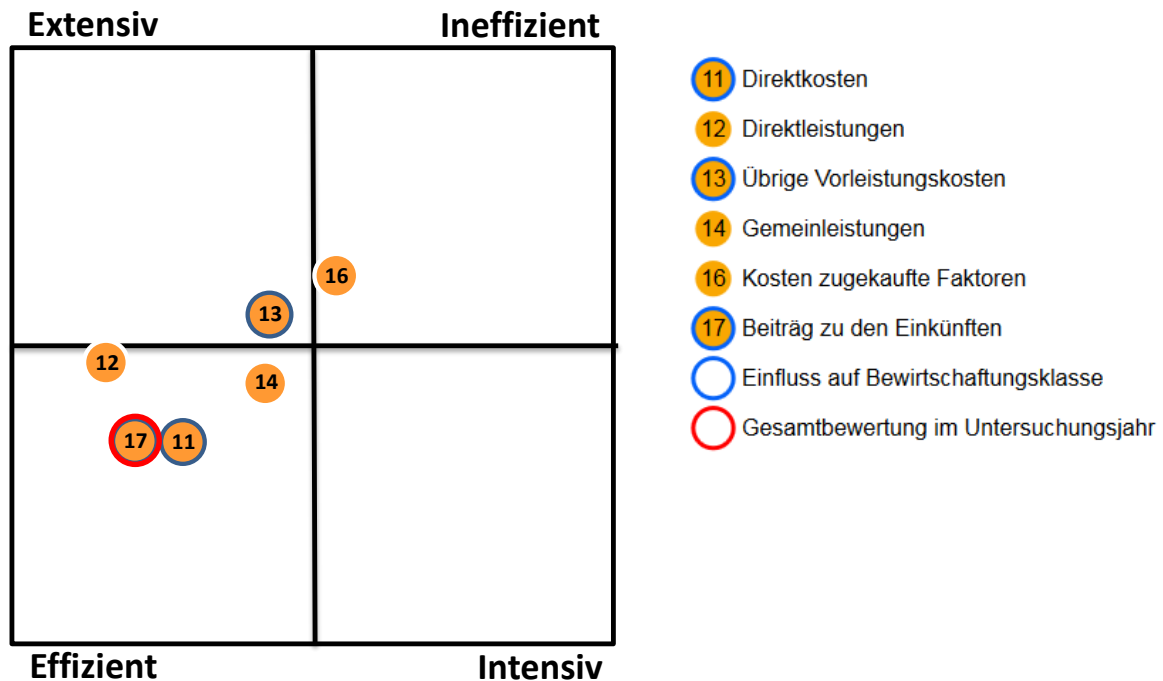 Extensiv
Ineffizient
16
13
12
14
17
11
Effizient
Intensiv
11 Direktkosten
12 Direktleistungen
13 Übrige Vorleistungskosten
14 Gemeinleistungen
16 Kosten zugekaufte Faktoren
17 Beiträg zu den Einkünften
Einfluss auf Bewirtschaftungsklasse
Gesamtbewertung im Untersuchungsjahr